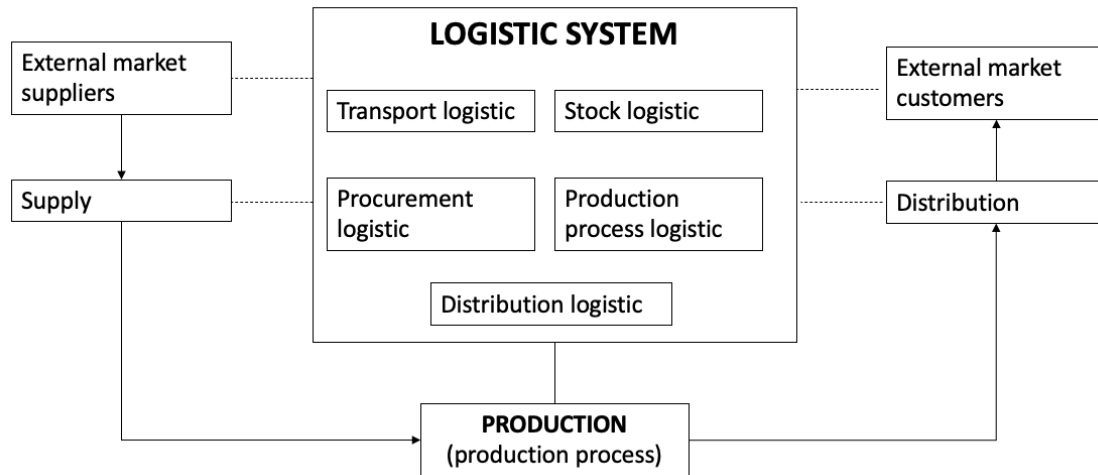 LOGISTIC SYSTEM
External market
suppliers
External market
customers
Transport logistic
Stock logistic
Supply
Procurement
logistic
Production
process logistic
Distribution
Distribution logistic
PRODUCTION
(production process)